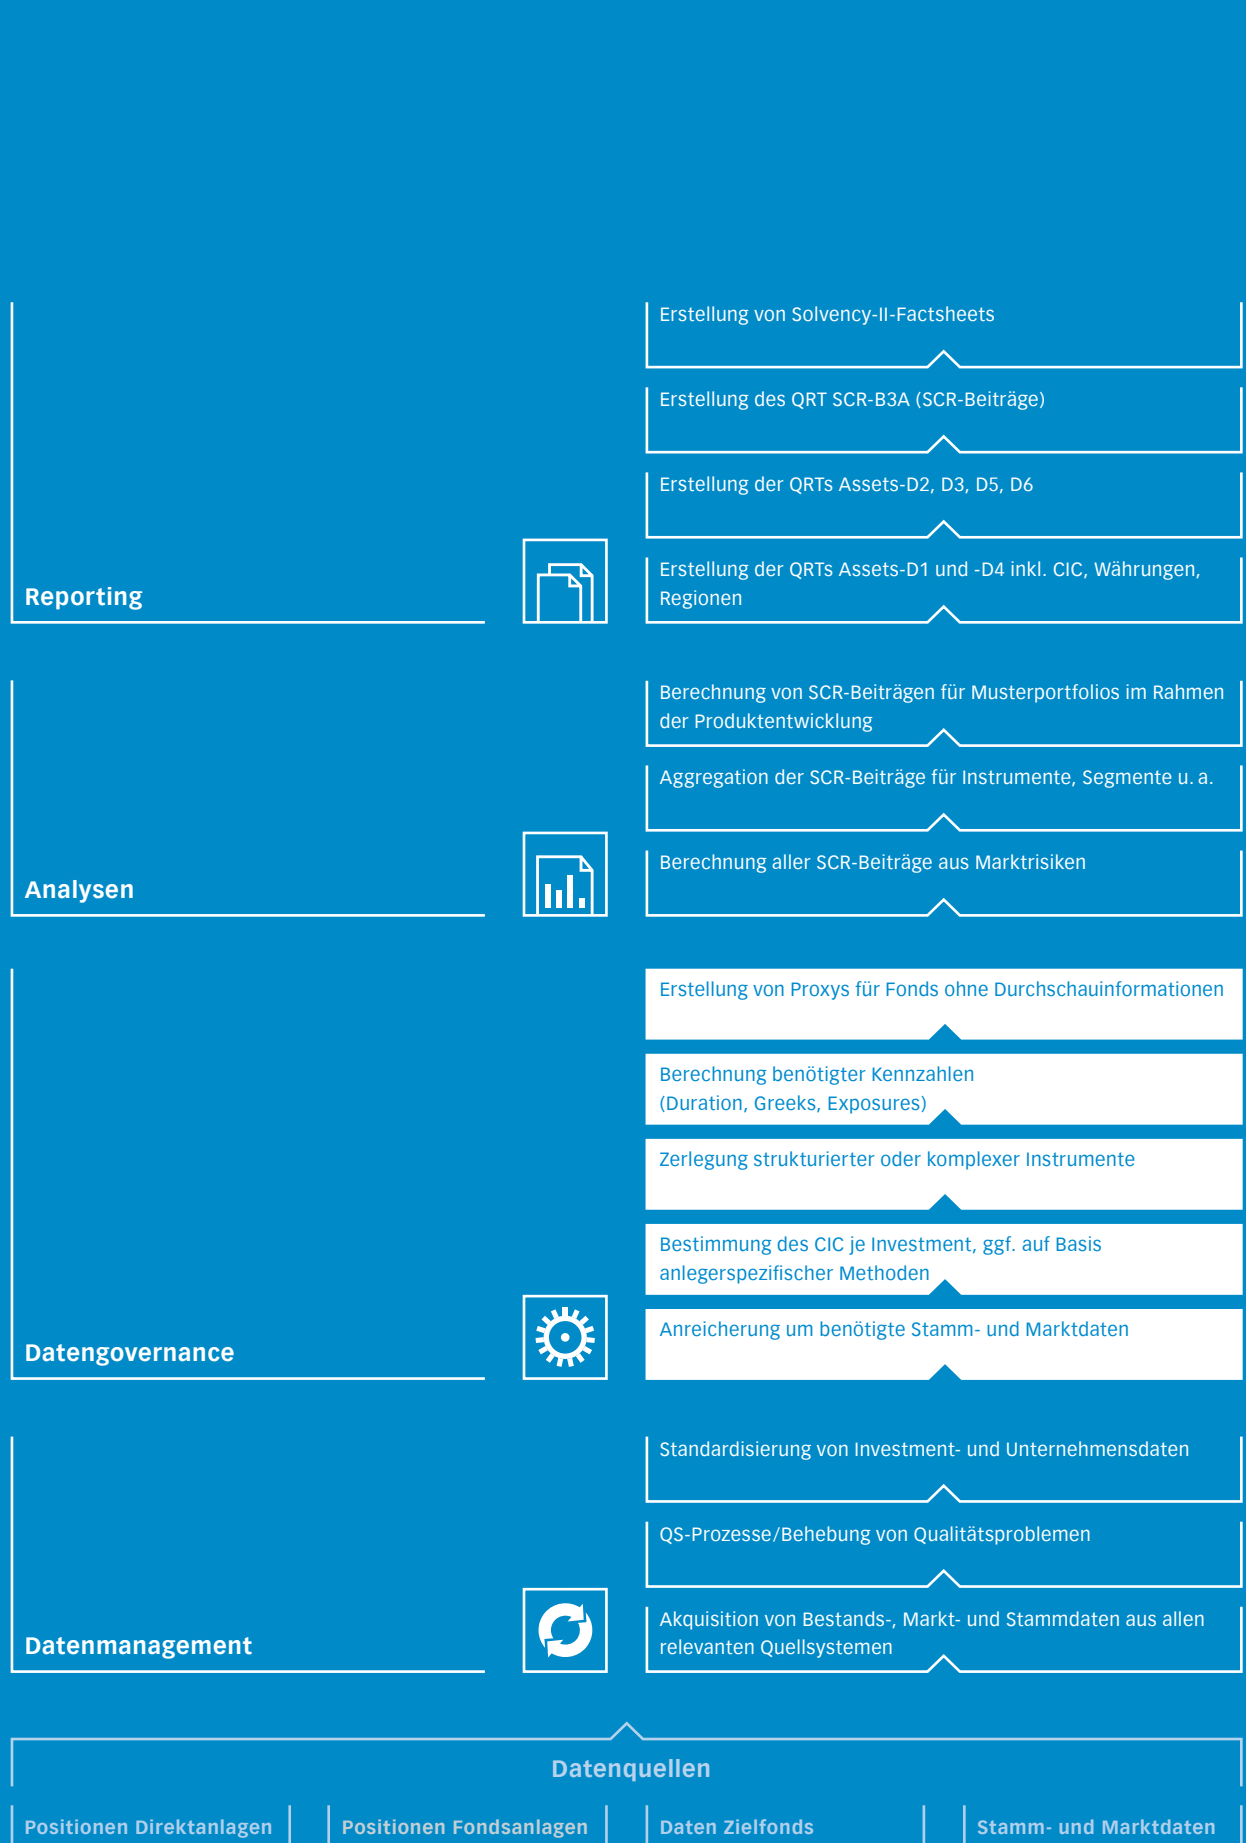 Erstellung von Solvency-II-Factsheets
Erstellung des QRT SCR-B3A (SCR-Beiträge)
Erstellung der QRTs Assets-D2, D3, D5, D6
Erstellung der QRTs Assets-D1 und -D4 inkl. CIC, Währungen,
Regionen
Reporting
Berechnung von SCR-Beiträgen für Musterportfolios im Rahmen
der Produktentwicklung
Aggregation der SCR-Beiträge für Instrumente, Segmente u. a.
Berechnung aller SCR-Beiträge aus Marktrisiken
Analysen
Erstellung von Proxys für Fonds ohne Durchschauinformationen
Berechnung benötigter Kennzahlen
(Duration, Greeks, Exposures)
Zerlegung strukturierter oder komplexer Instrumente
Bestimmung des CIC je Investment, ggf. auf Basis
anlegerspezifischer Methoden
Anreicherung um benötigte Stamm- und Marktdaten
Datengovernance
Standardisierung von Investment- und Unternehmensdaten
QS-Prozesse/Behebung von Qualitätsproblemen
Akquisition von Bestands-, Markt- und Stammdaten aus allen
relevanten Quellsystemen
Datenmanagement
Datenquellen
Positionen Direktanlagen
Positionen Fondsanlagen
Daten Zielfonds
Stamm- und Marktdaten